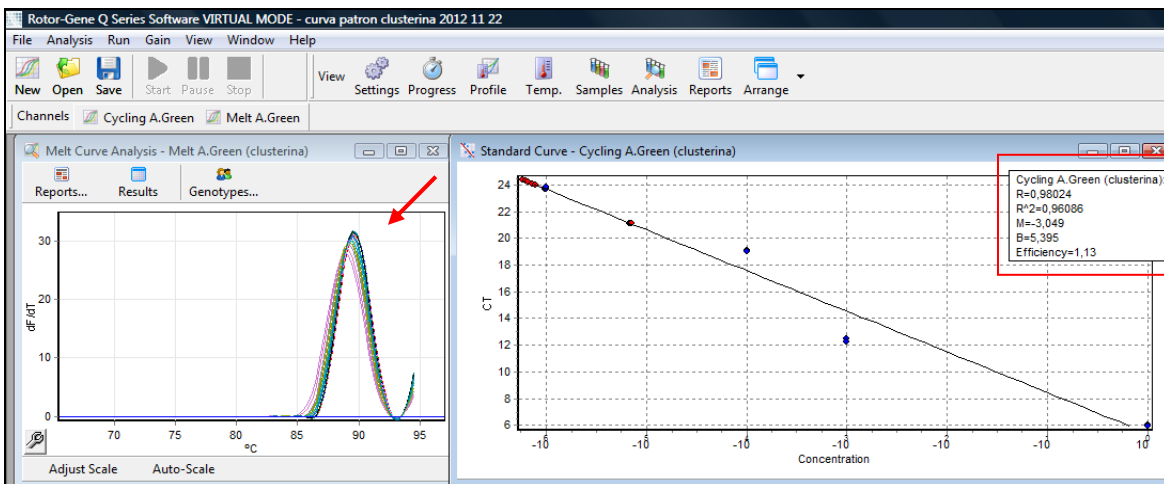 Rotor-Gene Q Series Software VIRTUAL MODE - curva patron clusterina 2012 11 22
File Analysis Run Gain View Window Help
New Open Save Start Pause Stop View Settings Progress Profile Temp. Samples Analysis Reports Arrange
Channels Cycling A.Green Melt A.Green
Melt Curve Analysis - Melt A.Green (clusterina)
Reports... Results Genotypes...
30
20
10
0
dF/dT
70 75 80 85 90 95
ºC
Adjust Scale Auto-Scale
Standard Curve - Cycling A.Green (clusterina)
Cycling A.Green (clusterina):
R=0,98024
R^2=0,96086
M=-3,049
B=5,395
Efficiency=1,13
24
22
20
18
16
14
12
10
8
6
CT
Concentration